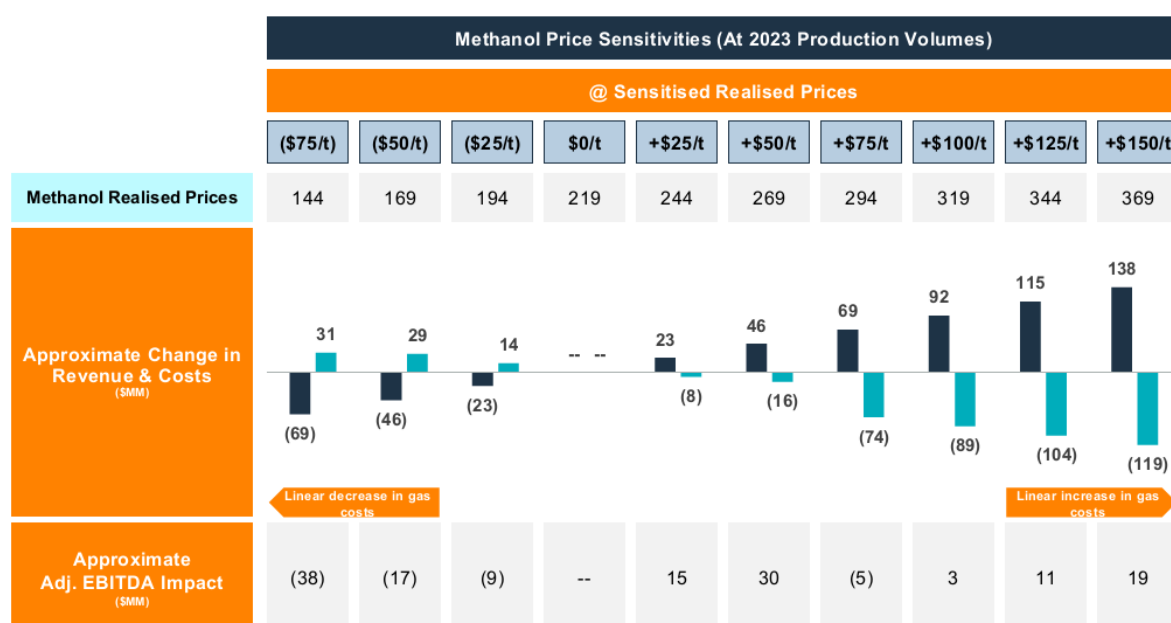 Methanol Price Sensitivities (At 2023 Production Volumes)
@ Sensitised Realised Prices
($75/t) ($50/t) ($25/t) $0/t +$25/t +$50/t +$75/t +$100/t +$125/t +$150/t
Methanol Realised Prices 144 169 194 219 244 269 294 319 344 369
Approximate Change in
Revenue & Costs
($MM)
(69) 31 (46) 29 (23) 14 -- -- 23 (8) 46 (16) 69 (74) 92 (89) 115 (104) 138 (119)
Linear decrease in gas
costs
Linear increase in gas
costs
Approximate
Adj. EBITDA Impact
($MM)
(38) (17) (9) -- 15 30 (5) 3 11 19